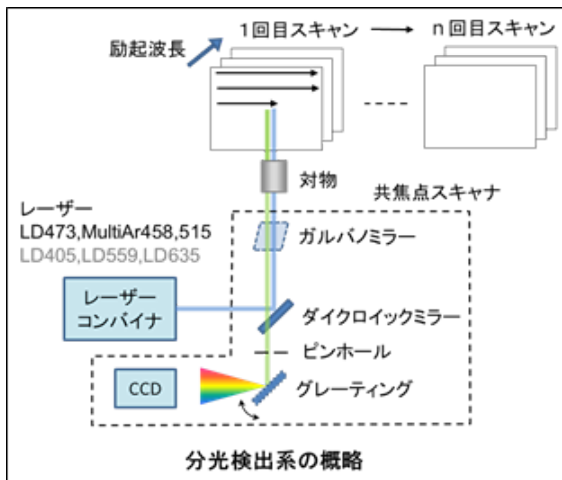 1回目スキャン
n 回目スキャン
励起波長
対物
共焦点スキャナ
レーザー
LD473,MultiAr458,515
LD405,LD559,LD635
ガルバノミラー
レーザー
コンバイナ
ダイクロイックミラー
ピンホール
CCD
グレーティング
分光検出系の概略